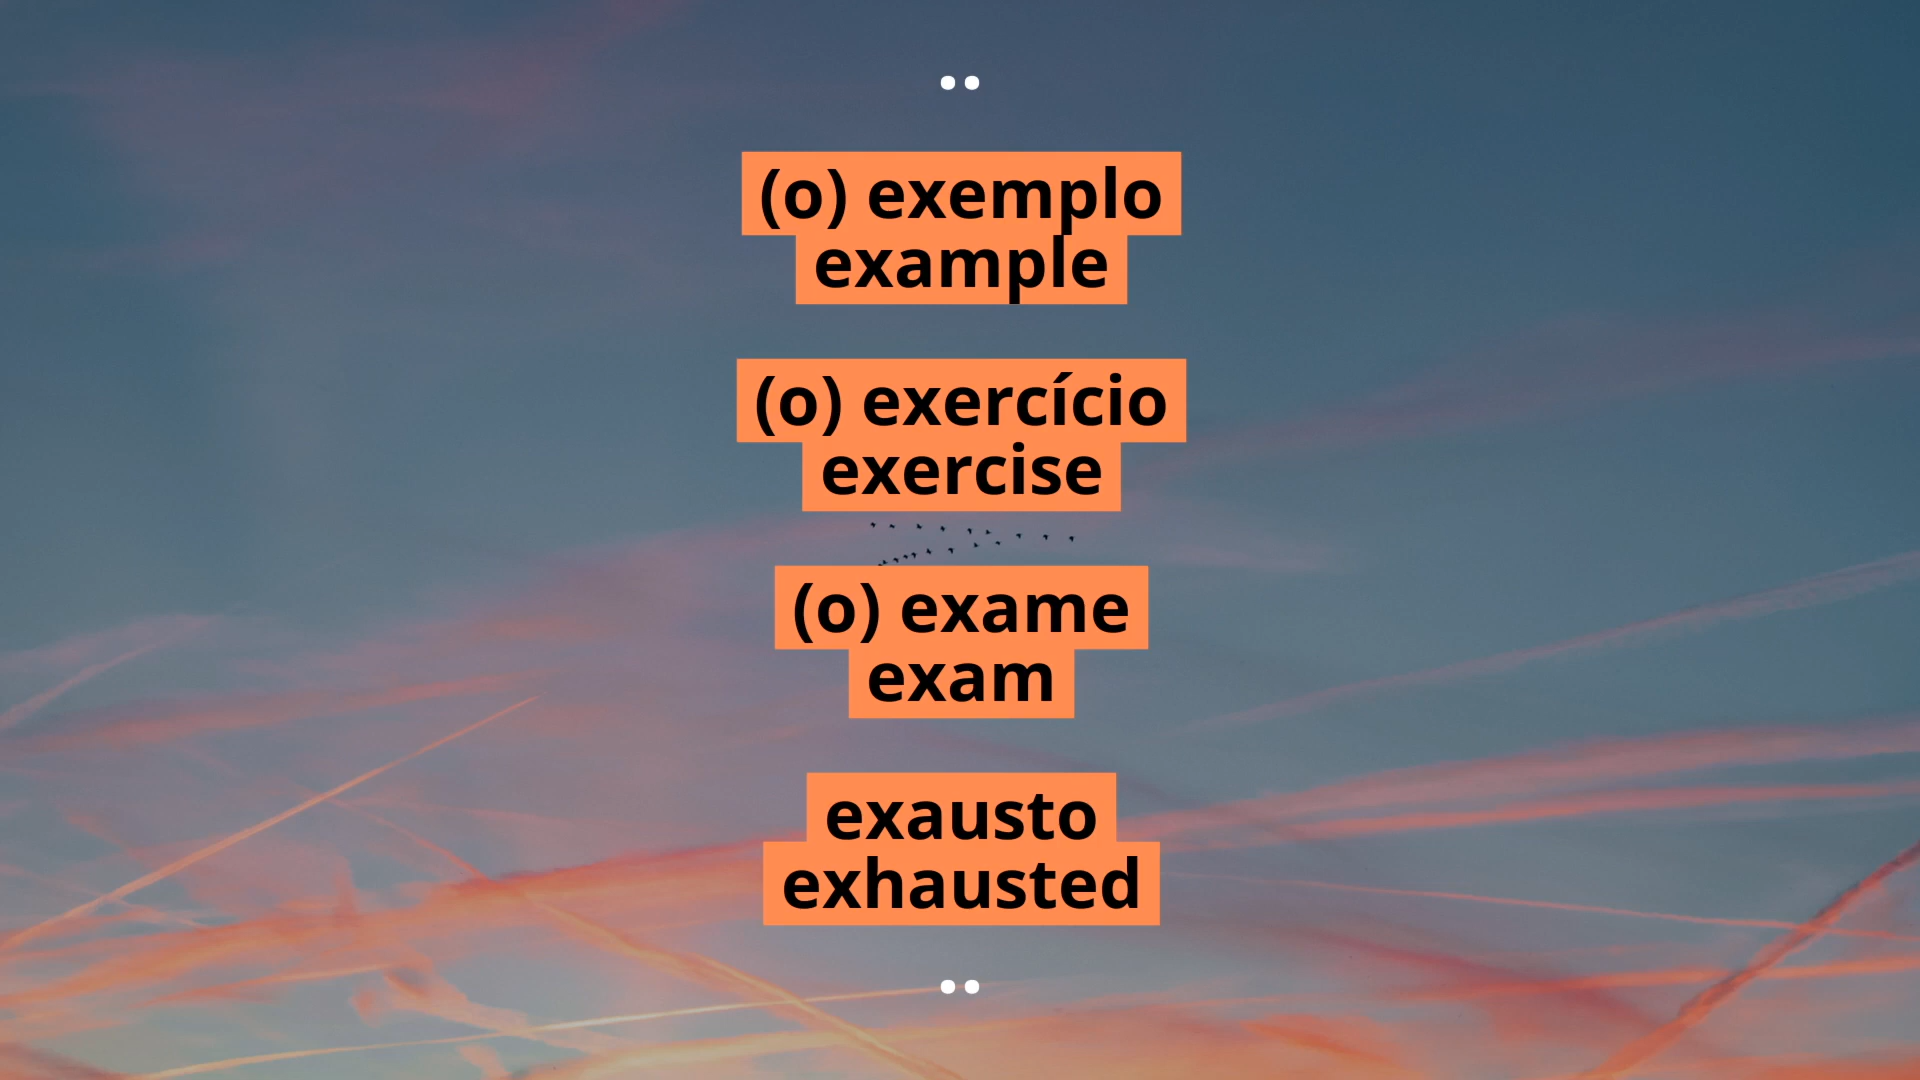 (o) exemplo
example
(o) exercício
exercise
(o) exame
exam
exausto
exhausted